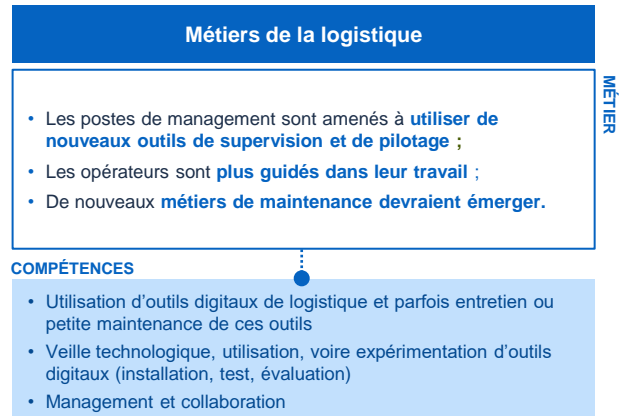 Métiers de la logistique
MÉTIER
• Les postes de management sont amenés à utiliser de
nouveaux outils de supervision et de pilotage ;
• Les opérateurs sont plus guidés dans leur travail ;
• De nouveaux métiers de maintenance devraient émerger.
COMPÉTENCES
• Utilisation d’outils digitaux de logistique et parfois entretien ou
petite maintenance de ces outils
• Veille technologique, utilisation, voire expérimentation d’outils
digitaux (installation, test, évaluation)
• Management et collaboration